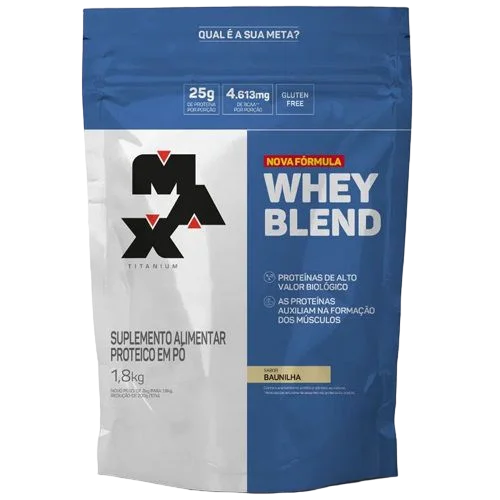 QUAL É A SUA META?
25g
DE PROTEÍNA
POR PORÇÃO
4.613mg
DE BCAA
POR PORÇÃO
GLUTEN
FREE
MAX
TITANIUM
NOVA FÓRMULA
WHEY
BLEND
PROTEÍNAS DE ALTO
VALOR BIOLÓGICO
AS PROTEÍNAS
AUXILIAM NA FORMAÇÃO
DOS MÚSCULOS
SUPLEMENTO ALIMENTAR
PROTEICO EM PÓ
1,8kg
SABOR
BAUNILHA